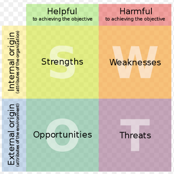 Helpful
to achieving the objective
Harmful
to achieving the objective
Internal origin
(attributes of the organization)
S
Strengths
W
Weaknesses
External origin
(attributes of the environment)
O
Opportunities
T
Threats